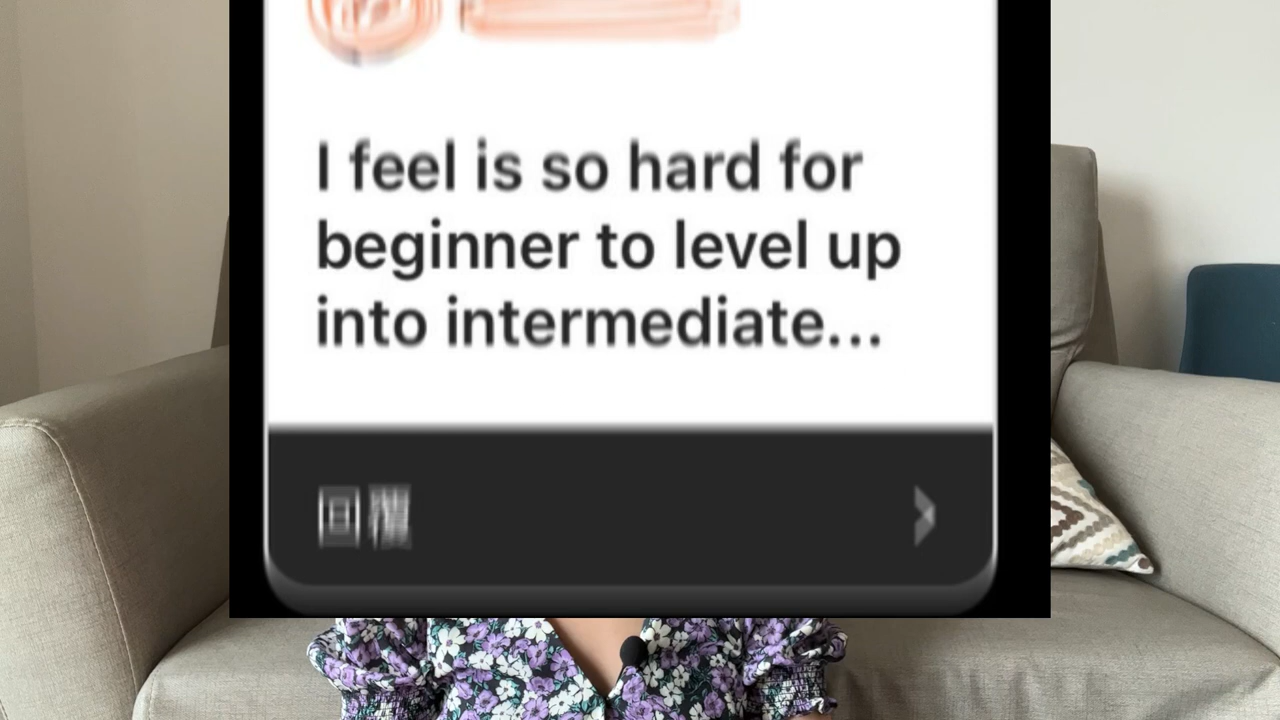 I feel is so hard for
beginner to level up
into intermediate...
回覆